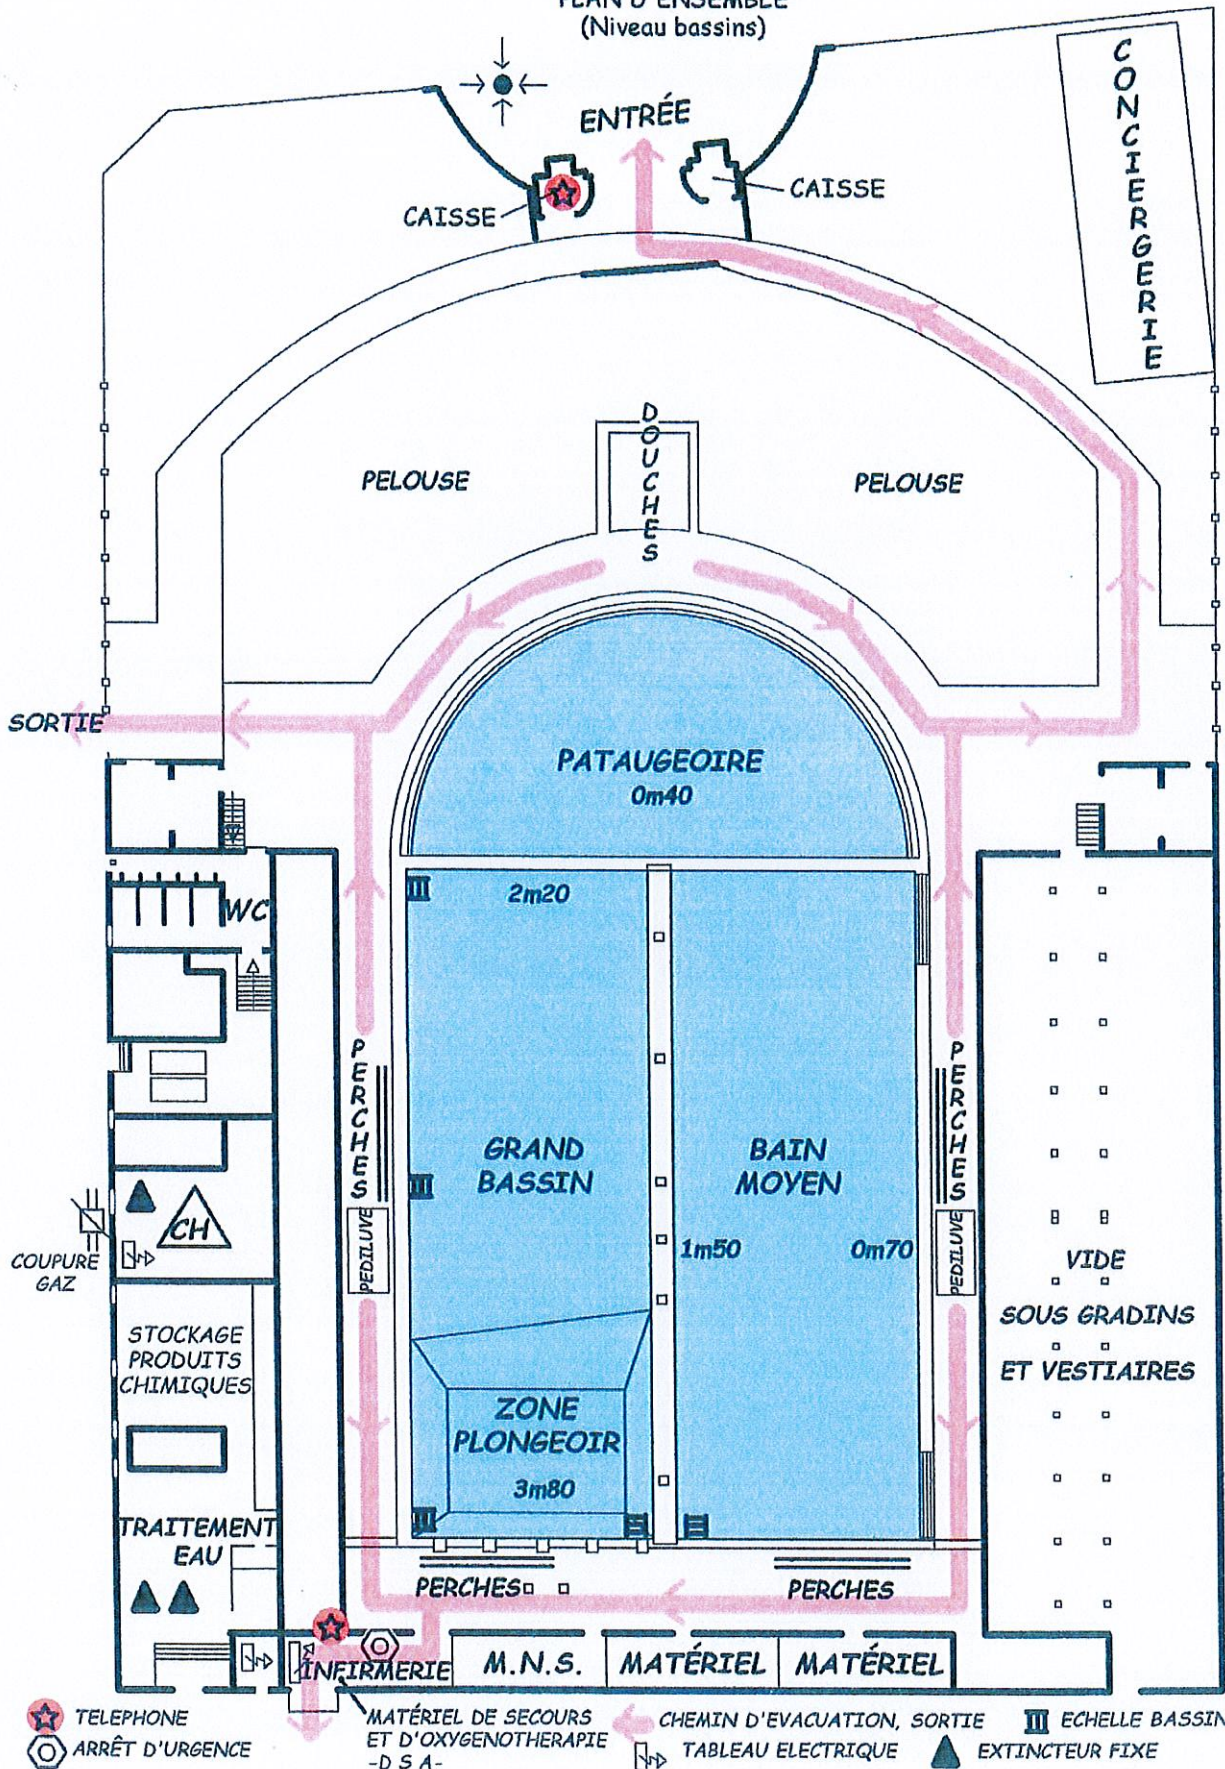 PLAN D'ENSEMBLE
(Niveau bassins)
CONCIERGERIE
ENTRÉE
CAISSE
CAISSE
DOUCHES
PELOUSE
PELOUSE
SORTIE
PATAUGEOIRE
0m40
WC
2m20
PERCHES
PERCHES
GRAND
BASSIN
BAIN
MOYEN
CH
COUPURE
GAZ
PEDILUVE
1m50
0m70
PEDILUVE
VIDE
SOUS GRADINS
ET VESTIAIRES
STOCKAGE
PRODUITS
CHIMIQUES
ZONE
PLONGEOIR
3m80
TRAITEMENT
EAU
PERCHES
PERCHES
INFIRMERIE
M.N.S.
MATÉRIEL
MATÉRIEL
TELEPHONE
ARRÊT D'URGENCE
MATÉRIEL DE SECOURS
ET D'OXYGENOTHERAPIE
-D S A-
CHEMIN D'EVACUATION, SORTIE
ECHELLE BASSIN
TABLEAU ELECTRIQUE
EXTINCTEUR FIXE